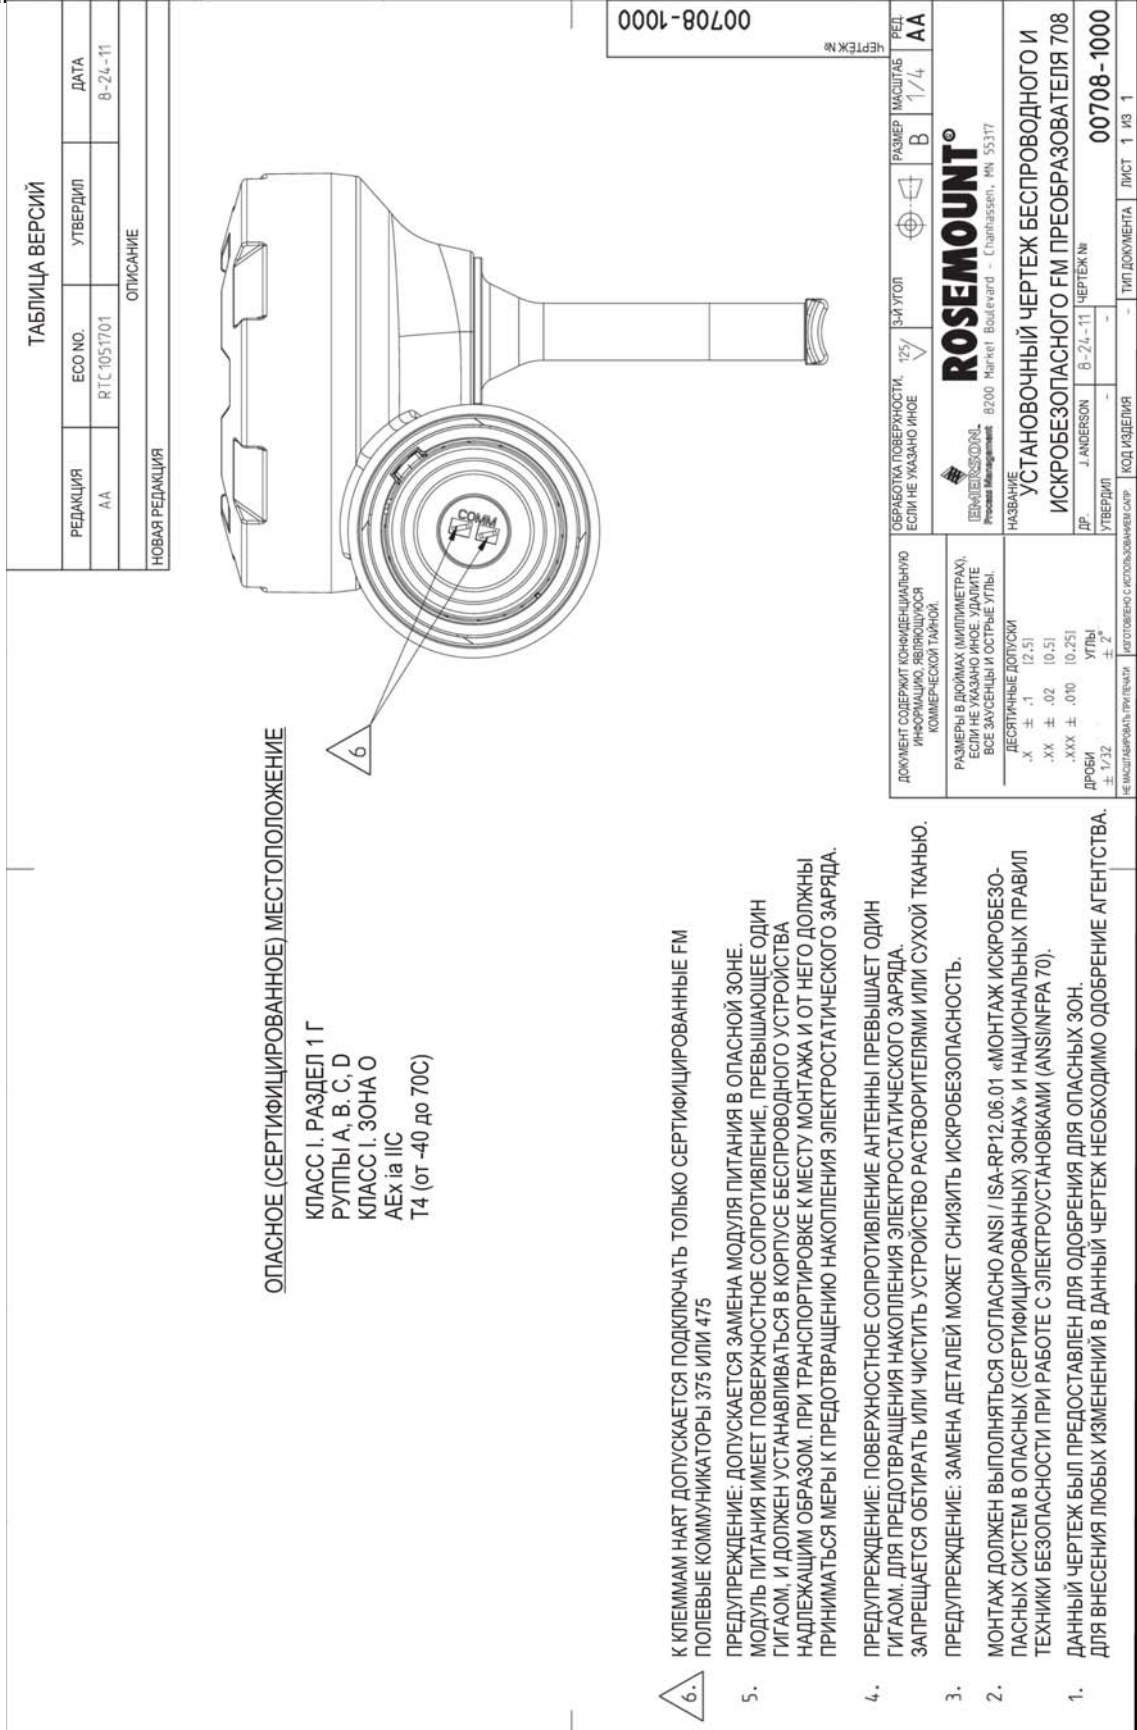 ТАБЛИЦА ВЕРСИЙ
РЕДАКЦИЯ ECO NO. УТВЕРДИЛ ДАТА
AA RTC1051701 8-24-11
ОПИСАНИЕ
НОВАЯ РЕДАКЦИЯ
ОПАСНОЕ (СЕРТИФИЦИРОВАННОЕ) МЕСТОПОЛОЖЕНИЕ
КЛАСС I. РАЗДЕЛ 1 Г
РУППЫ A, B, C, D
КЛАСС I. ЗОНА О
AEx ia IIC
T4 (от -40 до 70C)
6
COMM
6. К КЛЕММАМ HART ДОПУСКАЕТСЯ ПОДКЛЮЧАТЬ ТОЛЬКО СЕРТИФИЦИРОВАННЫЕ FM
ПОЛЕВЫЕ КОММУНИКАТОРЫ 375 ИЛИ 475
5. ПРЕДУПРЕЖДЕНИЕ: ДОПУСКАЕТСЯ ЗАМЕНА МОДУЛЯ ПИТАНИЯ В ОПАСНОЙ ЗОНЕ.
МОДУЛЬ ПИТАНИЯ ИМЕЕТ ПОВЕРХНОСТНОЕ СОПРОТИВЛЕНИЕ, ПРЕВЫШАЮЩЕЕ ОДИН
ГИГАОМ, И ДОЛЖЕН УСТАНАВЛИВАТЬСЯ В КОРПУСЕ БЕСПРОВОДНОГО УСТРОЙСТВА
НАДЛЕЖАЩИМ ОБРАЗОМ. ПРИ ТРАНСПОРТИРОВКЕ К МЕСТУ МОНТАЖА И ОТ НЕГО ДОЛЖНЫ
ПРИНИМАТЬСЯ МЕРЫ К ПРЕДОТВРАЩЕНИЮ НАКОПЛЕНИЯ ЭЛЕКТРОСТАТИЧЕСКОГО ЗАРЯДА.
4. ПРЕДУПРЕЖДЕНИЕ: ПОВЕРХНОСТНОЕ СОПРОТИВЛЕНИЕ АНТЕННЫ ПРЕВЫШАЕТ ОДИН
ГИГАОМ. ДЛЯ ПРЕДОТВРАЩЕНИЯ НАКОПЛЕНИЯ ЭЛЕКТРОСТАТИЧЕСКОГО ЗАРЯДА.
ЗАПРЕЩАЕТСЯ ОБТИРАТЬ ИЛИ ЧИСТИТЬ УСТРОЙСТВО РАСТВОРИТЕЛЯМИ ИЛИ СУХОЙ ТКАНЬЮ.
3. ПРЕДУПРЕЖДЕНИЕ: ЗАМЕНА ДЕТАЛЕЙ МОЖЕТ СНИЗИТЬ ИСКРОБЕЗОПАСНОСТЬ.
2. МОНТАЖ ДОЛЖЕН ВЫПОЛНЯТЬСЯ СОГЛАСНО ANSI / ISA-RP12.06.01 «МОНТАЖ ИСКРОБЕЗО-
ПАСНЫХ СИСТЕМ В ОПАСНЫХ (СЕРТИФИЦИРОВАННЫХ) ЗОНАХ» И НАЦИОНАЛЬНЫХ ПРАВИЛ
ТЕХНИКИ БЕЗОПАСНОСТИ ПРИ РАБОТЕ С ЭЛЕКТРОУСТАНОВКАМИ (ANSI/NFPA 70).
1. ДАННЫЙ ЧЕРТЕЖ БЫЛ ПРЕДОСТАВЛЕН ДЛЯ ОДОБРЕНИЯ ДЛЯ ОПАСНЫХ ЗОН.
ДЛЯ ВНЕСЕНИЯ ЛЮБЫХ ИЗМЕНЕНИЙ В ДАННЫЙ ЧЕРТЕЖ НЕОБХОДИМО ОДОБРЕНИЕ АГЕНТСТВА.
ЧЕРТЁЖ №
00708-1000
ДОКУМЕНТ СОДЕРЖИТ КОНФИДЕНЦИАЛЬНУЮ
ИНФОРМАЦИЮ, ЯВЛЯЮЩУЮСЯ
КОММЕРЧЕСКОЙ ТАЙНОЙ.
РАЗМЕРЫ В ДЮЙМАХ (МИЛЛИМЕТРАХ),
ЕСЛИ НЕ УКАЗАНО ИНОЕ. УДАЛИТЕ
ВСЕ ЗАУСЕНЦЫ И ОСТРЫЕ УГЛЫ.
ДЕСЯТИЧНЫЕ ДОПУСКИ
.X ± .1 [2.5]
.XX ± .02 [0.5]
.XXX ± .010 [0.25]
ДРОБИ УГЛЫ
± 1/32 ± 2°
НЕ МАСШТАБИРОВАТЬ ПРИ ПЕЧАТИ
ОБРАБОТКА ПОВЕРХНОСТИ,
ЕСЛИ НЕ УКАЗАНО ИНОЕ
125/
3-Й УГОЛ
РАЗМЕР
B
МАСШТАБ
1/4
РЕД.
AA
EMERSON.
Process Management
ROSEMOUNT®
8200 Market Boulevard - Chanhassen, MN 55317
НАЗВАНИЕ
УСТАНОВОЧНЫЙ ЧЕРТЕЖ БЕСПРОВОДНОГО И
ИСКРОБЕЗОПАСНОГО FM ПРЕОБРАЗОВАТЕЛЯ 708
ДР. J. ANDERSON 8-24-11
УТВЕРДИЛ - -
ЧЕРТЁЖ №
00708-1000
ИЗГОТОВЛЕНО С ИСПОЛЬЗОВАНИЕМ САПР. КОД ИЗДЕЛИЯ - ТИП ДОКУМЕНТА ЛИСТ 1 ИЗ 1